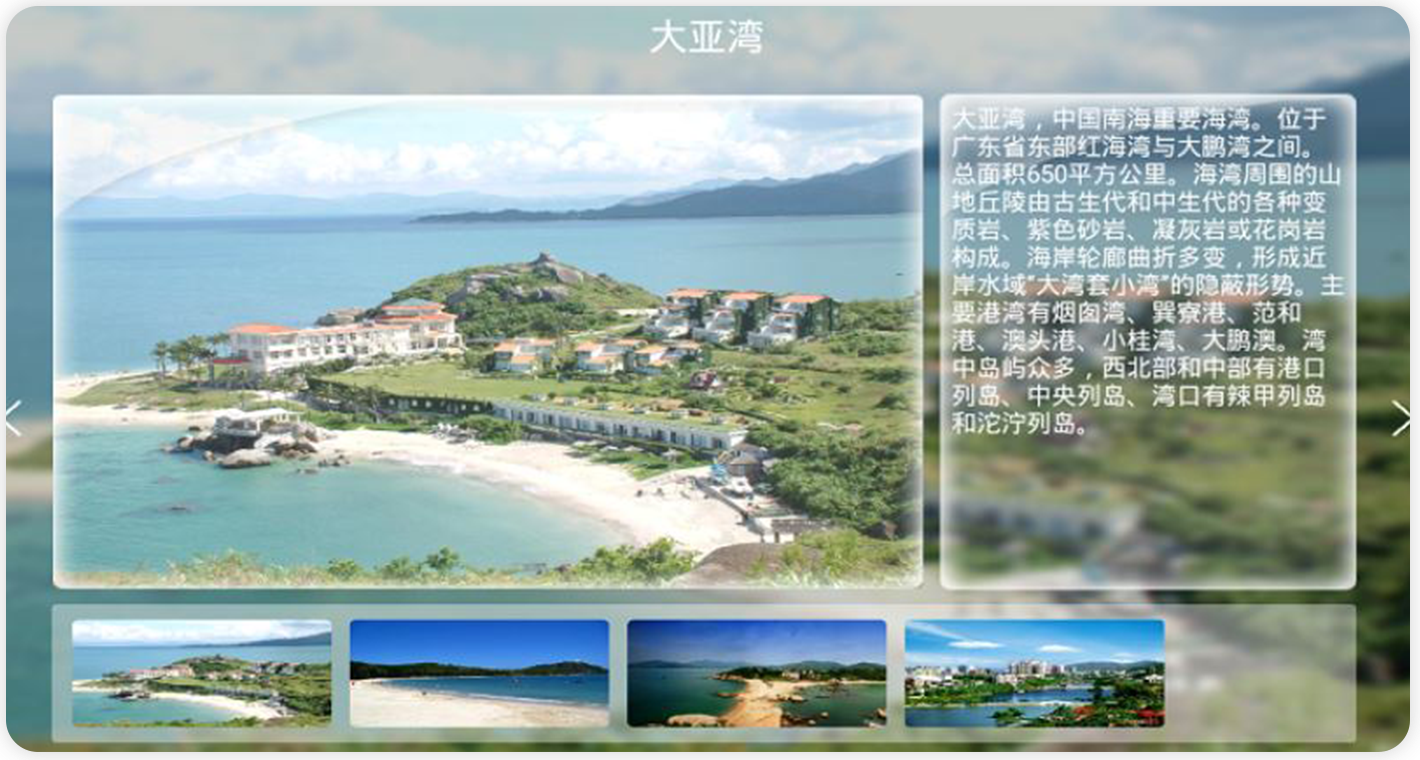 大亚湾
大亚湾，中国南海重要海湾。位于
广东省东部红海湾与大鹏湾之间。
总面积650平方公里。海湾周围的山
地丘陵由古生代和中生代的各种变
质岩、紫色砂岩、凝灰岩或花岗岩
构成。海岸轮廊曲折多变，形成近
岸水域"大湾套小湾"的隐蔽形势。主
要港湾有烟囱湾、巽寮港、范和
港、澳头港、小桂湾、大鹏澳。湾
中岛屿众多，西北部和中部有港口
列岛、中央列岛、湾口有辣甲列岛
和沱泞列岛。